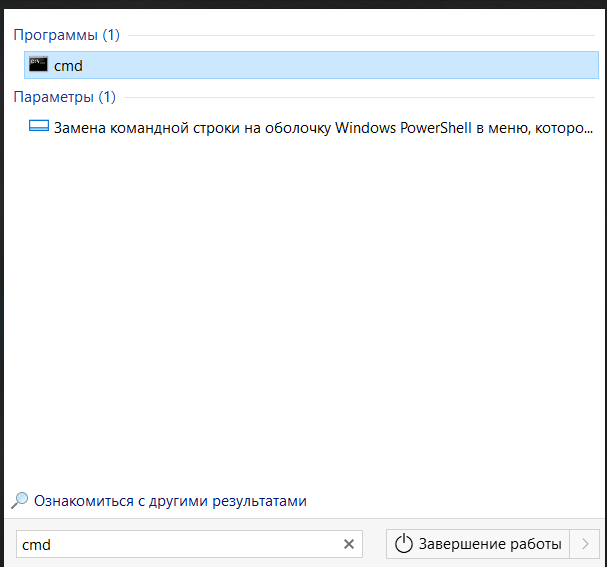 Программы (1)
cmd
Параметры (1)
Замена командной строки на оболочку Windows PowerShell в меню, которо...
Ознакомиться с другими результатами
cmd
Завершение работы